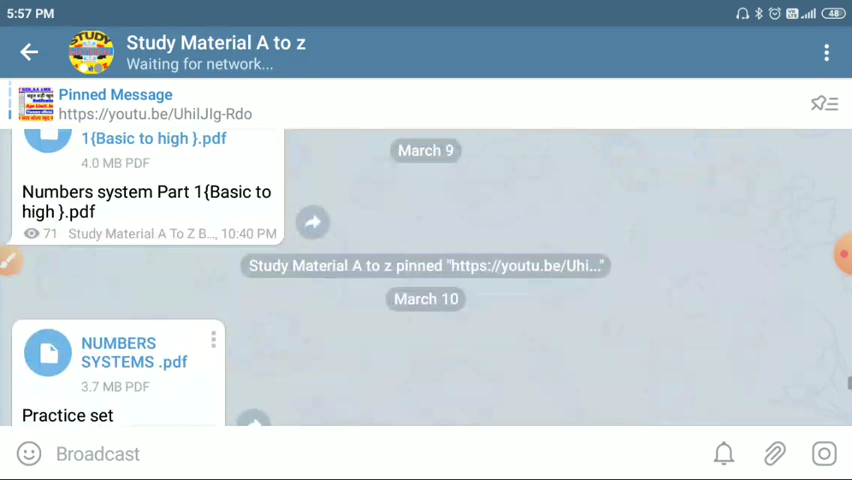 5:57 PM
48
STUDY
Study Material A to z
Waiting for network...
Pinned Message
https://youtu.be/UhilJIg-Rdo
1{Basic to high }.pdf
4.0 MB PDF
March 9
Numbers system Part 1{Basic to
high }.pdf
71 Study Material A To Z B..., 10:40 PM
Study Material A to z pinned "https://youtu.be/Uhi..."
March 10
NUMBERS
SYSTEMS .pdf
3.7 MB PDF
Practice set
Broadcast